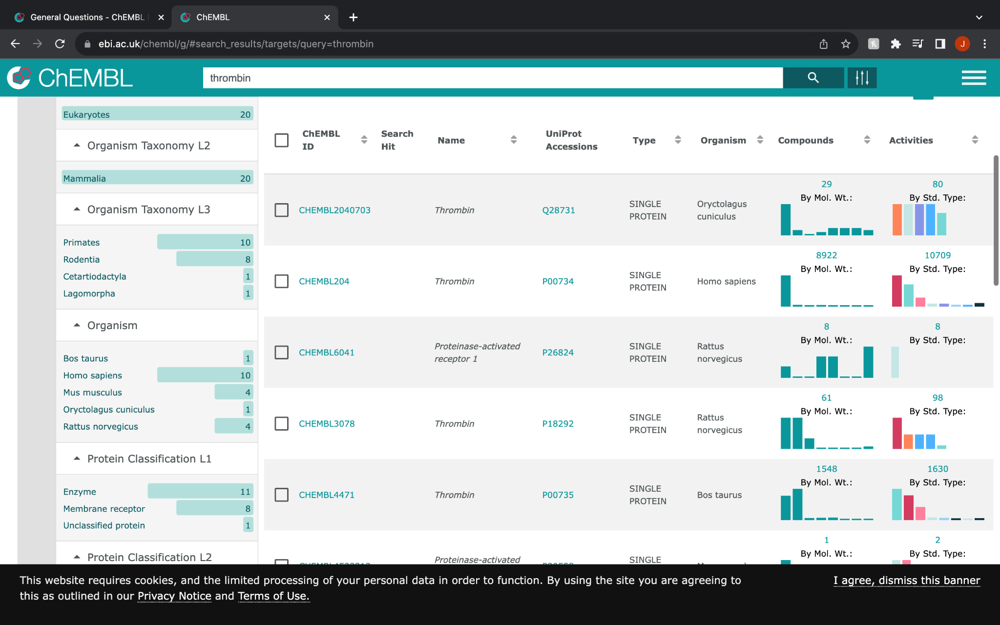 General Questions - ChEMBL
ChEMBL
ebi.ac.uk/chembl/g/#search_results/targets/query=thrombin
J
ChEMBL
thrombin
Eukaryotes 20
Organism Taxonomy L2
Mammalia 20
Organism Taxonomy L3
Primates 10
Rodentia 8
Cetartiodactyla 1
Lagomorpha 1
Organism
Bos taurus 1
Homo sapiens 10
Mus musculus 4
Oryctolagus cuniculus 1
Rattus norvegicus 4
Protein Classification L1
Enzyme 11
Membrane receptor 8
Unclassified protein 1
Protein Classification L2
ChEMBL ID
Search Hit
Name
UniProt Accessions
Type
Organism
Compounds
Activities
CHEMBL2040703
Thrombin
Q28731
SINGLE PROTEIN
Oryctolagus cuniculus
29
By Mol. Wt.:
80
By Std. Type:
CHEMBL204
Thrombin
P00734
SINGLE PROTEIN
Homo sapiens
8922
By Mol. Wt.:
10709
By Std. Type:
CHEMBL6041
Proteinase-activated receptor 1
P26824
SINGLE PROTEIN
Rattus norvegicus
8
By Mol. Wt.:
8
By Std. Type:
CHEMBL3078
Thrombin
P18292
SINGLE PROTEIN
Rattus norvegicus
61
By Mol. Wt.:
98
By Std. Type:
CHEMBL4471
Thrombin
P00735
SINGLE PROTEIN
Bos taurus
1548
By Mol. Wt.:
1630
By Std. Type:
Proteinase-activated
SINGLE
1
By Mol. Wt.:
2
By Std. Type:
This website requires cookies, and the limited processing of your personal data in order to function. By using the site you are agreeing to
this as outlined in our Privacy Notice and Terms of Use.
I agree, dismiss this banner